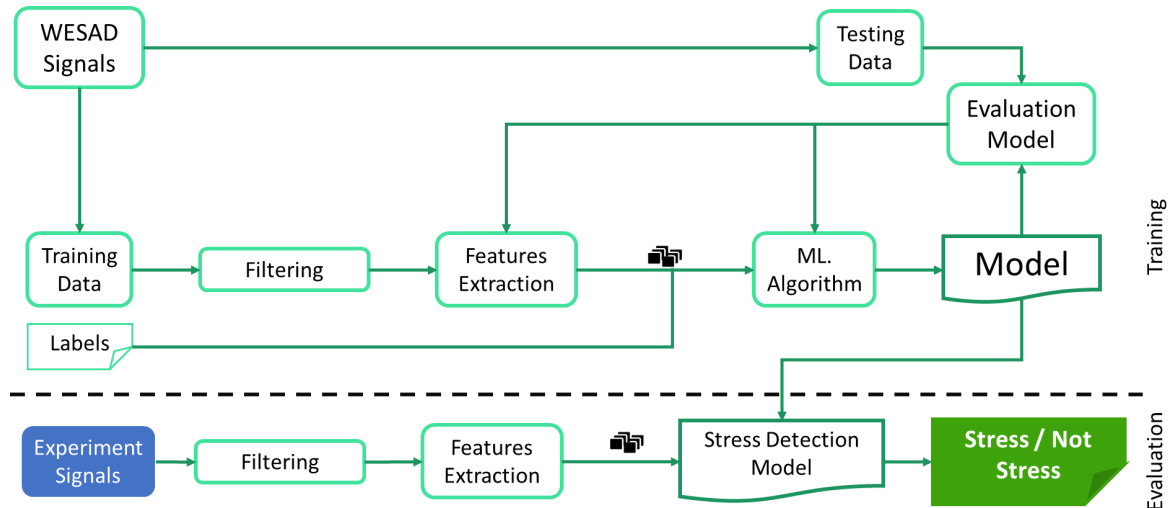 WESAD
Signals
Testing
Data
Evaluation
Model
Training
Data
Filtering
Features
Extraction
ML.
Algorithm
Model
Labels
Training
Experiment
Signals
Filtering
Features
Extraction
Stress Detection
Model
Stress / Not
Stress
Evaluation